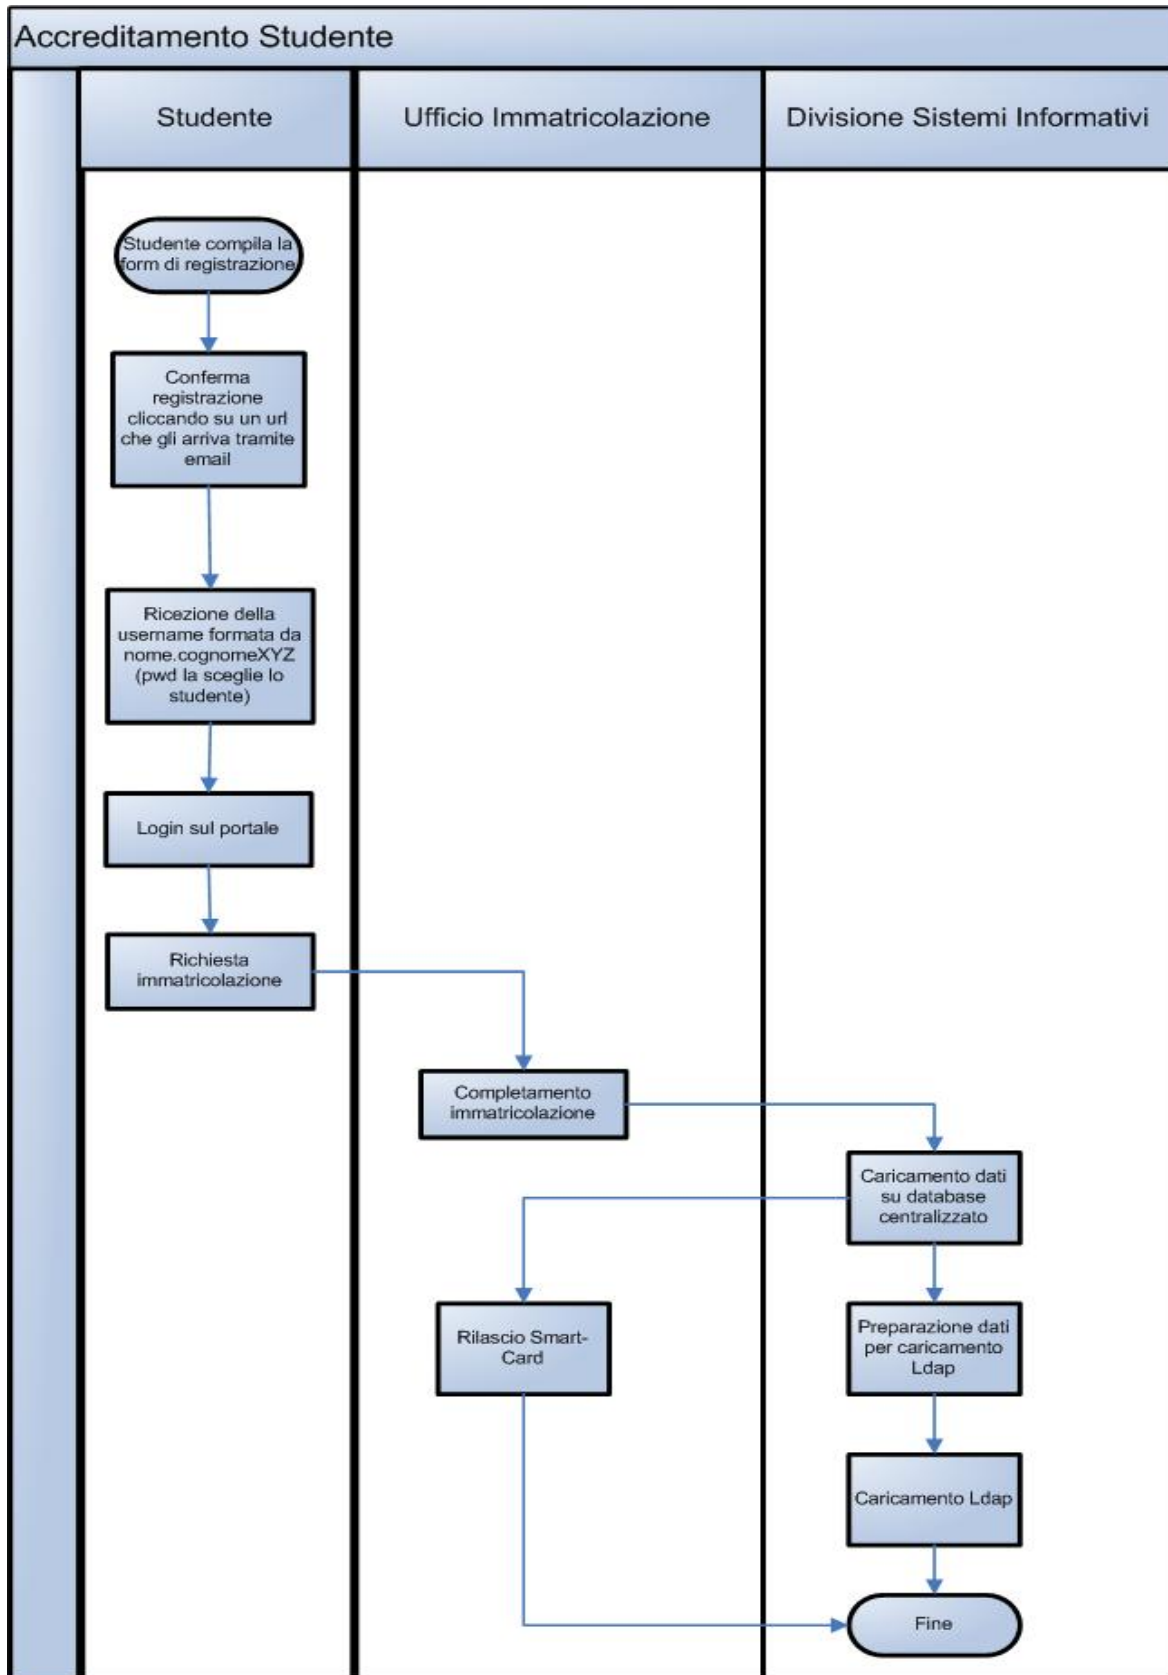 Accreditamento Studente
Studente
Ufficio Immatricolazione
Divisione Sistemi Informativi
Studente compila la
form di registrazione
Conferma
registrazione
cliccando su un url
che gli arriva tramite
email
Ricezione della
username formata da
nome.cognomeXYZ
(pwd la sceglie lo
studente)
Login sul portale
Richiesta
immatricolazione
Completamento
immatricolazione
Caricamento dati
su database
centralizzato
Rilascio Smart-
Card
Preparazione dati
per caricamento
Ldap
Caricamento Ldap
Fine